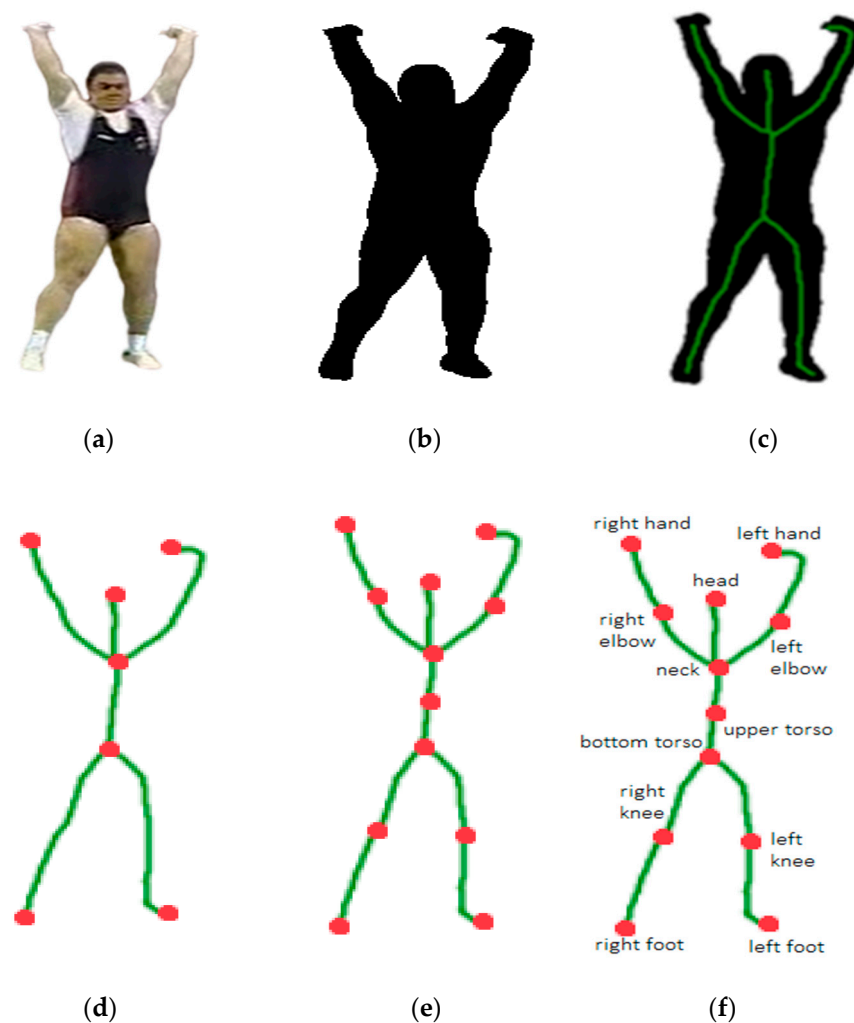 (a)
(b)
(c)
right hand
left hand
head
right
elbow
left
elbow
neck
upper torso
bottom torso
right
knee
left
knee
right foot
left foot
(d)
(e)
(f)